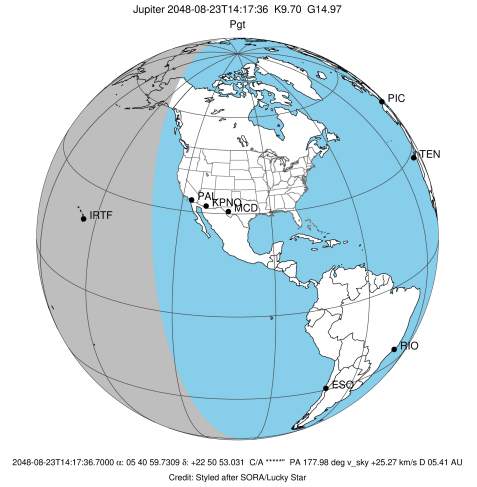 Jupiter 2048-08-23T14:17:36 K9.70 G14.97
Pgt
PIC
TEN
PAL
KPNO
MCD
IRTF
RIO
ESO
2048-08-23T14:17:36.7000 α: 05 40 59.7309 δ: +22 50 53.031 C/A *****" PA 177.98 deg v_sky +25.27 km/s D 05.41 AU
Credit: Styled after SORA/Lucky Star